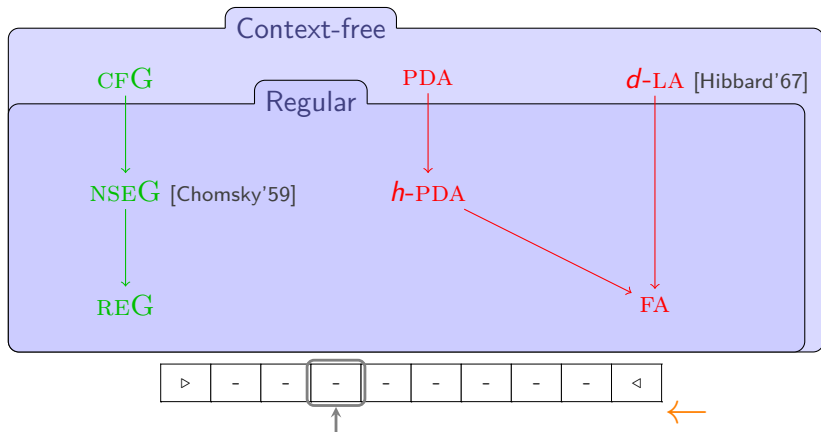 Context-free
CFG PDA d-LA [Hibbard'67]
Regular
NSEG [Chomsky'59] h-PDA
REG FA
▷ - - - - - - - - ◁